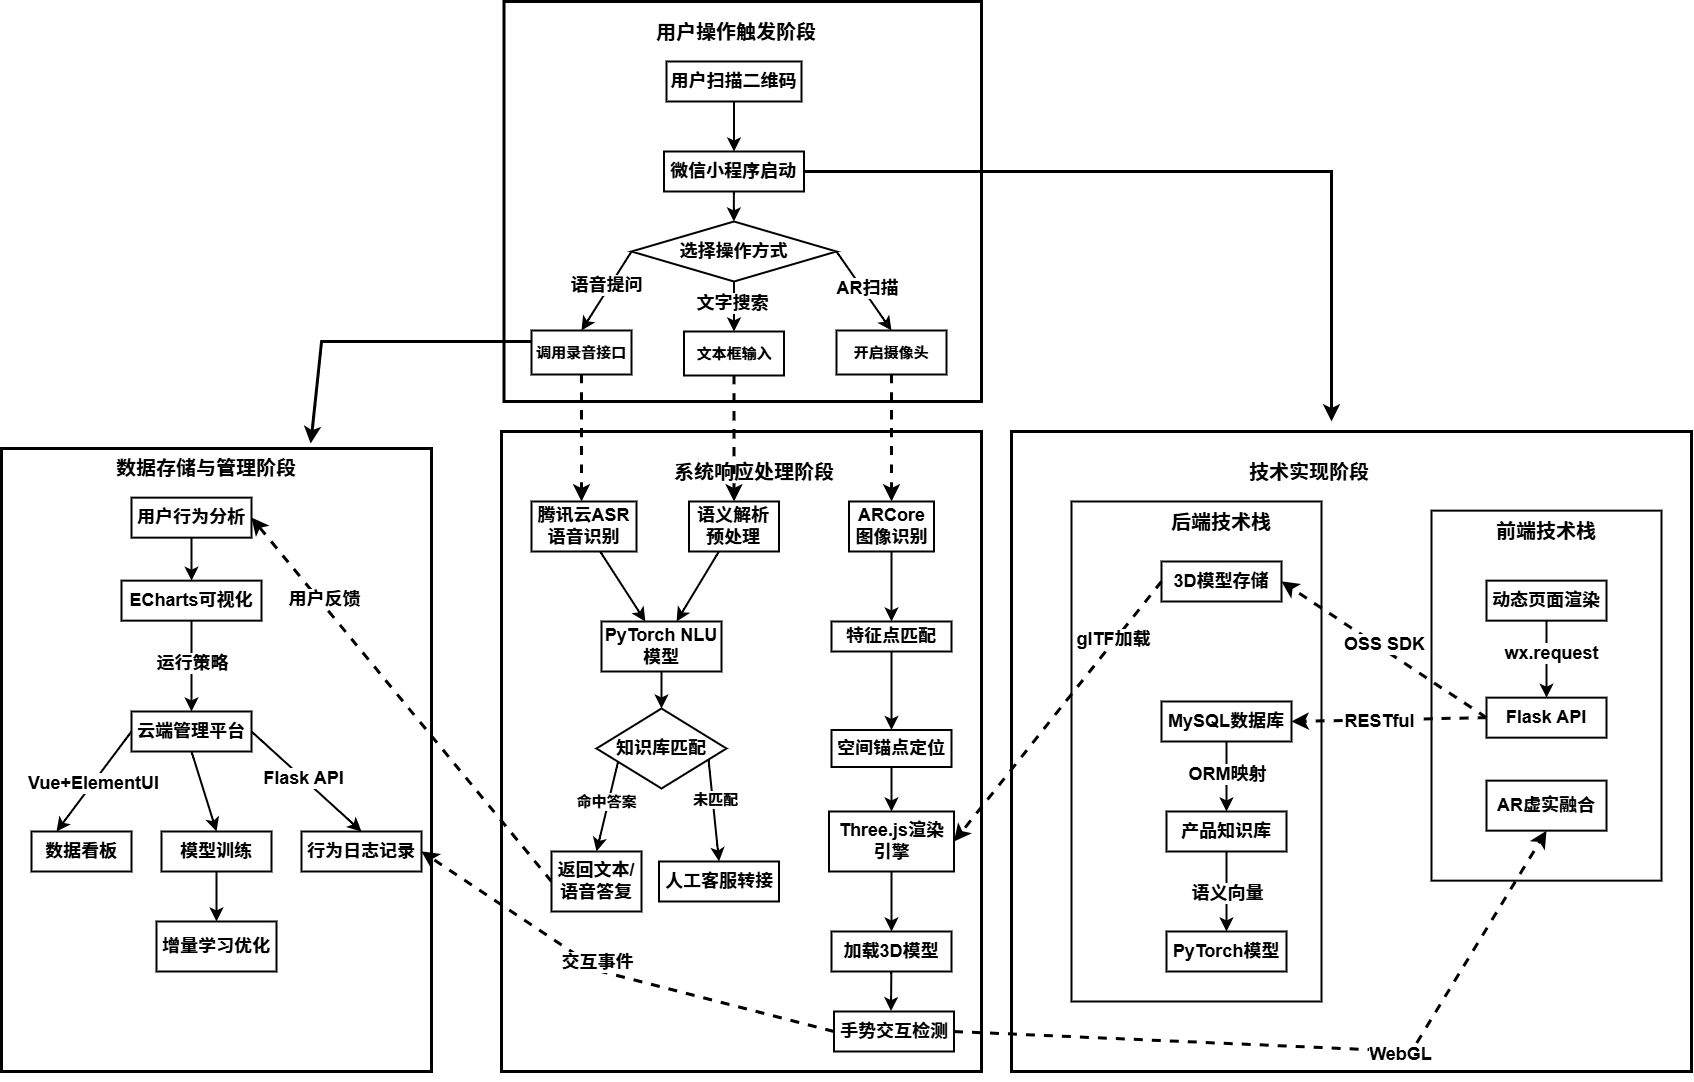 用户操作触发阶段
用户扫描二维码
微信小程序启动
选择操作方式
语音提问
文字搜索
AR扫描
调用录音接口
文本框输入
开启摄像头
数据存储与管理阶段
用户行为分析
ECharts可视化
运行策略
云端管理平台
Vue+ElementUI
Flask API
数据看板
模型训练
行为日志记录
增量学习优化
用户反馈
交互事件
系统响应处理阶段
腾讯云ASR
语音识别
语义解析
预处理
ARCore
图像识别
PyTorch NLU
模型
特征点匹配
知识库匹配
空间锚点定位
命中答案
未匹配
Three.js渲染
引擎
返回文本/
语音答复
人工客服转接
加载3D模型
手势交互检测
技术实现阶段
后端技术栈
3D模型存储
glTF加载
MySQL数据库
ORM映射
产品知识库
语义向量
PyTorch模型
OSS SDK
RESTful
前端技术栈
动态页面渲染
wx.request
Flask API
AR虚实融合
WebGL